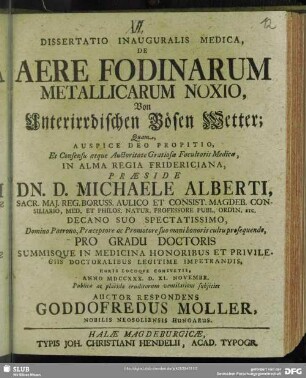 12
DISSERTATIO INAUGURALIS MEDICA,
DE
AERE FODINARUM
METALLICARUM NOXIO,
Von
Unterirrdischen Bösen Wetter;
Quam,
AUSPICE DEO PROPITIO,
Et Consensu atque Auctoritate Gratiosæ Facultatis Medicæ,
IN ALMA REGIA FRIDERICIANA,
PRÆSIDE
DN. D. MICHAELE ALBERTI,
SACR. MAJ. REG. BORUSS. AULICO ET CONSIST. MAGDEB. CON-
SILIARIO, MED. ET PHILOS. NATUR. PROFESSORE PUBL. ORDIN. etc.
DECANO SUO SPECTATISSIMO,
Domino Patrono, Præceptore ac Promotore suo omni honoris cultu prosequendo,
PRO GRADU DOCTORIS
SUMMISQUE IN MEDICINA HONORIBUS ET PRIVILE-
GIIS DOCTORALIBUS LEGITIME IMPETRANDIS,
HORIS LOCOQUE CONSUETIS,
ANNO MDCCXXX. D. XI. NOVEMBR.
Publicæ ac placidæ eruditorum ventilationi subjiciet
AUCTOR RESPONDENS
GODDOFREDUS MOLLER,
NOBILIS NEOSOLIENSIS HUNGARUS.
HALÆ MAGDEBURGICÆ,
TYPIS JOH. CHRISTIANI HENDELII, ACAD. TYPOGR.